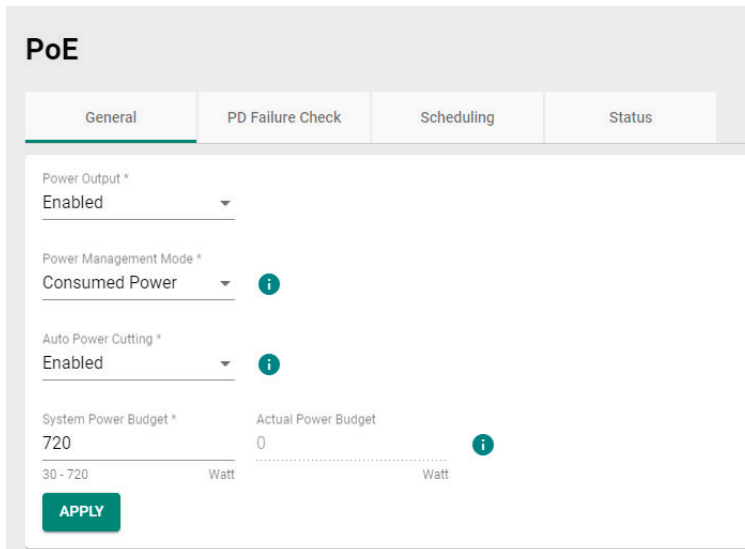 PoE
General PD Failure Check Scheduling Status
Power Output *
Enabled
Power Management Mode *
Consumed Power
Auto Power Cutting *
Enabled
System Power Budget * Actual Power Budget
720 0
30 - 720 Watt Watt
APPLY